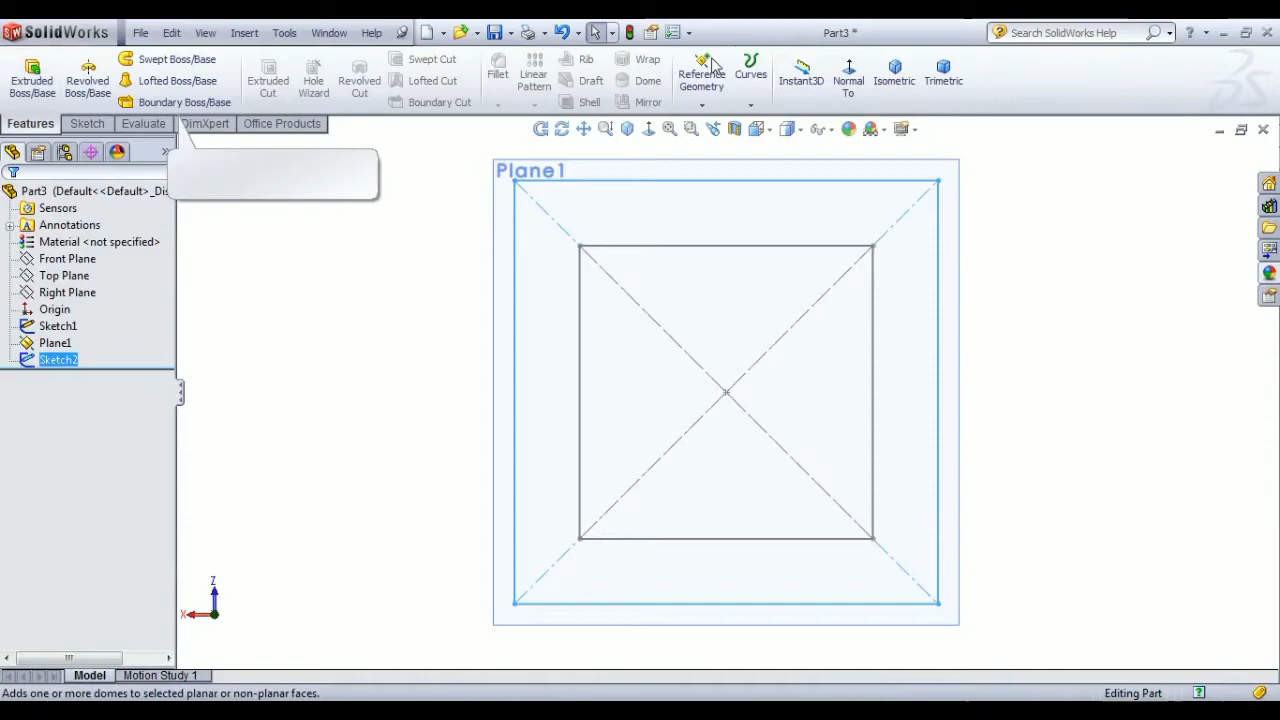 SolidWorks File Edit View Insert Tools Window Help Part3 * Search SolidWorks Help
Extruded Boss/Base
Revolved Boss/Base
Swept Boss/Base
Lofted Boss/Base
Boundary Boss/Base
Extruded Cut
Hole Wizard
Revolved Cut
Swept Cut
Lofted Cut
Boundary Cut
Fillet
Linear Pattern
Rib
Draft
Shell
Wrap
Dome
Mirror
Reference Geometry
Curves
Instant3D
Normal To
Isometric
Trimetric
Features Sketch Evaluate DimXpert Office Products
Part3 (Default<<Default>_Dis
Sensors
Annotations
Material <not specified>
Front Plane
Top Plane
Right Plane
Origin
Sketch1
Plane1
Sketch2
Plane1
Z
X
Model Motion Study 1
Adds one or more domes to selected planar or non-planar faces. Editing Part